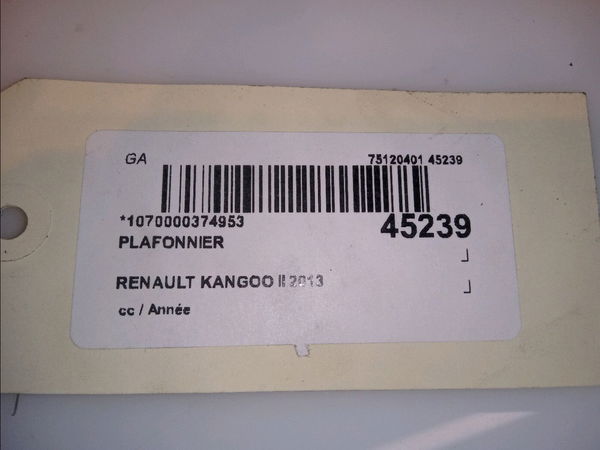 GA 75120401 45239
*1070000374953 45239
PLAFONNIER
RENAULT KANGOO II 2013
cc / Année